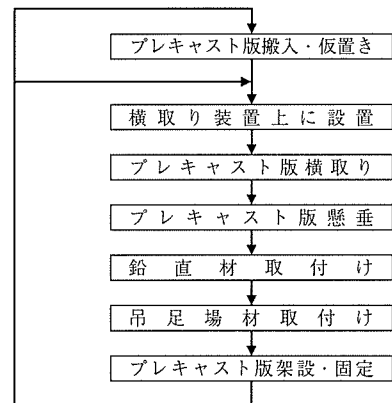 プレキャスト版搬入・仮置き
横取り装置上に設置
プレキャスト版横取り
プレキャスト版懸垂
鉛直材取付け
吊足場材取付け
プレキャスト版架設・固定